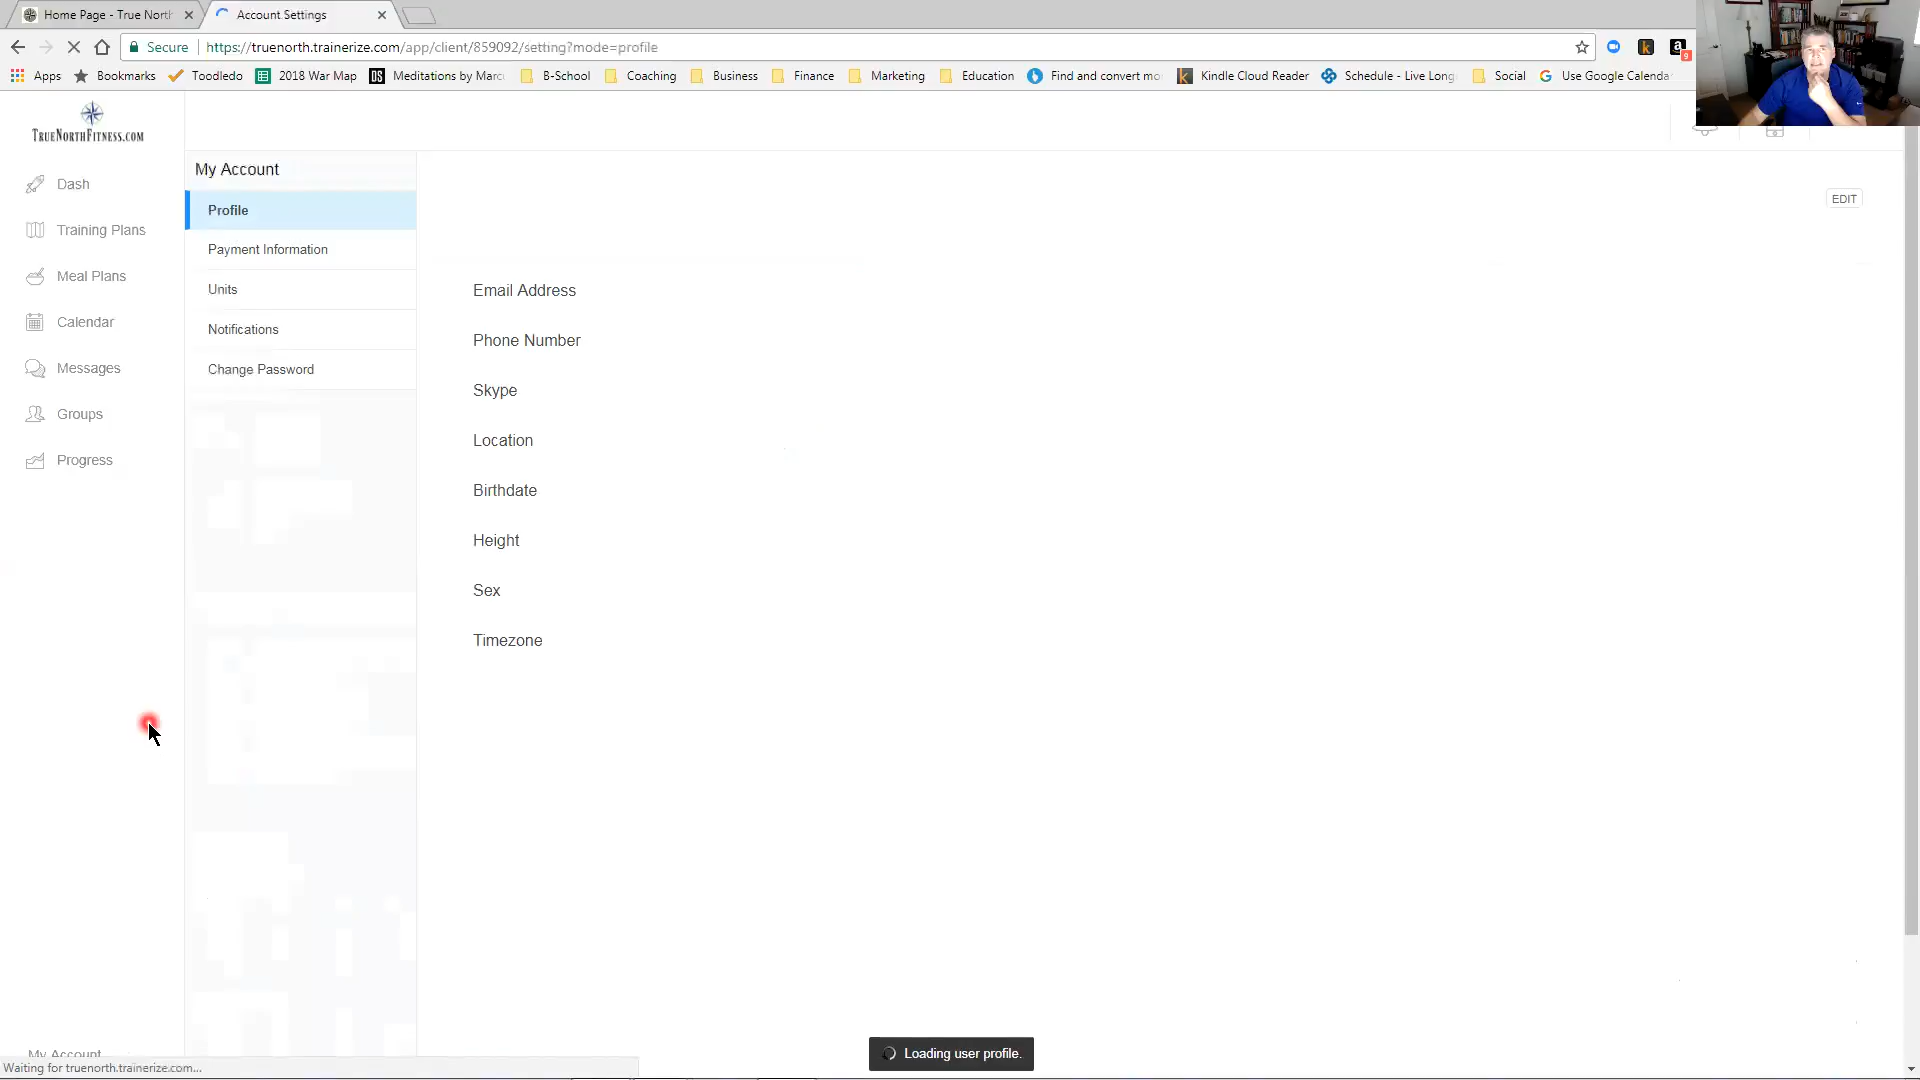 Home Page - True North
Account Settings
Secure
https://truenorth.trainerize.com/app/client/859092/setting?mode=profile
Apps
Bookmarks
Toodledo
2018 War Map
DS
Meditations by Marcu
B-School
Coaching
Business
Finance
Marketing
Education
Find and convert mo
k
Kindle Cloud Reader
Schedule - Live Long
Social
G
Use Google Calenda
k
a
9
TrueNorthFitness.com
Dash
Training Plans
Meal Plans
Calendar
Messages
Groups
Progress
My Account
My Account
Profile
Payment Information
Units
Notifications
Change Password
EDIT
Email Address
Phone Number
Skype
Location
Birthdate
Height
Sex
Timezone
Loading user profile.
Waiting for truenorth.trainerize.com...